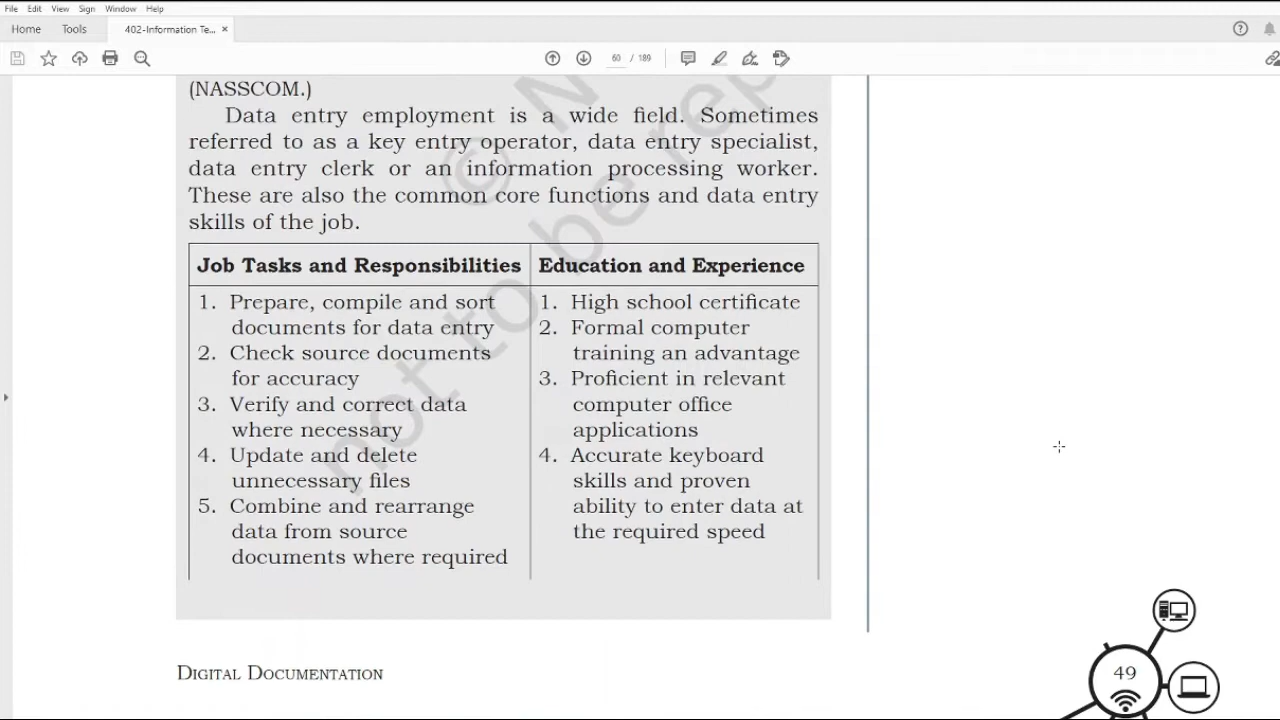 File Edit View Sign Window Help
Home Tools 402-Information Te... ×
60 / 189
(NASSCOM.)
Data entry employment is a wide field. Sometimes
referred to as a key entry operator, data entry specialist,
data entry clerk or an information processing worker.
These are also the common core functions and data entry
skills of the job.
Job Tasks and Responsibilities
1. Prepare, compile and sort
documents for data entry
2. Check source documents
for accuracy
3. Verify and correct data
where necessary
4. Update and delete
unnecessary files
5. Combine and rearrange
data from source
documents where required
Education and Experience
1. High school certificate
2. Formal computer
training an advantage
3. Proficient in relevant
computer office
applications
4. Accurate keyboard
skills and proven
ability to enter data at
the required speed
© N
not to be rep
DIGITAL DOCUMENTATION
49